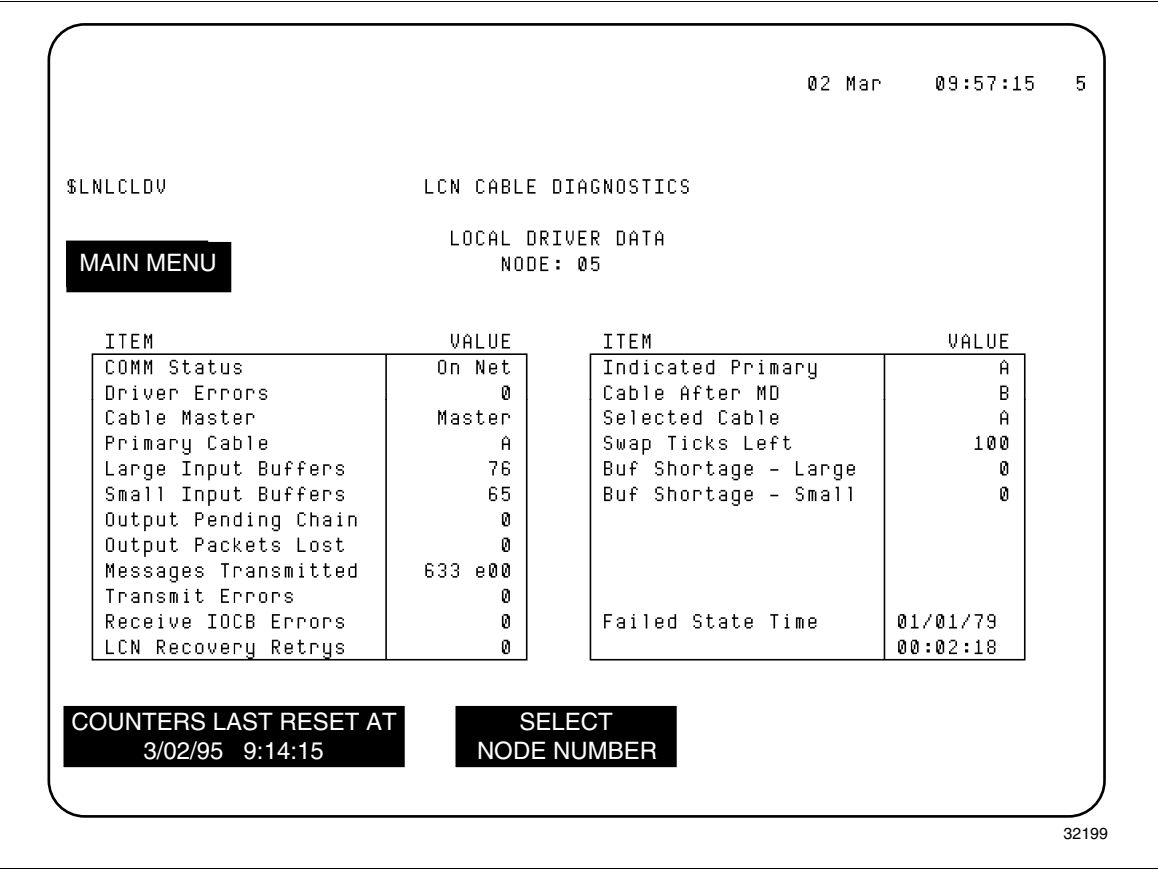 02 Mar 09:57:15 5
$LNLCLDV LCN CABLE DIAGNOSTICS
LOCAL DRIVER DATA
MAIN MENU
NODE: 05
ITEM VALUE
COMM Status On Net
Driver Errors 0
Cable Master Master
Primary Cable A
Large Input Buffers 76
Small Input Buffers 65
Output Pending Chain 0
Output Packets Lost 0
Messages Transmitted 633 e00
Transmit Errors 0
Receive IOCB Errors 0
LCN Recovery Retrys 0
ITEM VALUE
Indicated Primary A
Cable After MD B
Selected Cable A
Swap Ticks Left 100
Buf Shortage - Large 0
Buf Shortage - Small 0
Failed State Time 01/01/79
00:02:18
COUNTERS LAST RESET AT
3/02/95 9:14:15
SELECT
NODE NUMBER
32199